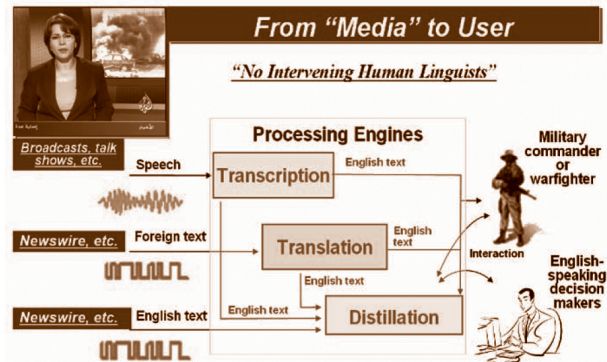 From “Media” to User
“No Intervening Human Linguists”
Broadcasts, talk
shows, etc.
Speech
Processing Engines
Transcription
English text
Military
commander
or
warfighter
Newswire, etc.
Foreign text
Translation
English
text
Interaction
English text
English-
speaking
decision
makers
Newswire, etc.
English text
English text
Distillation